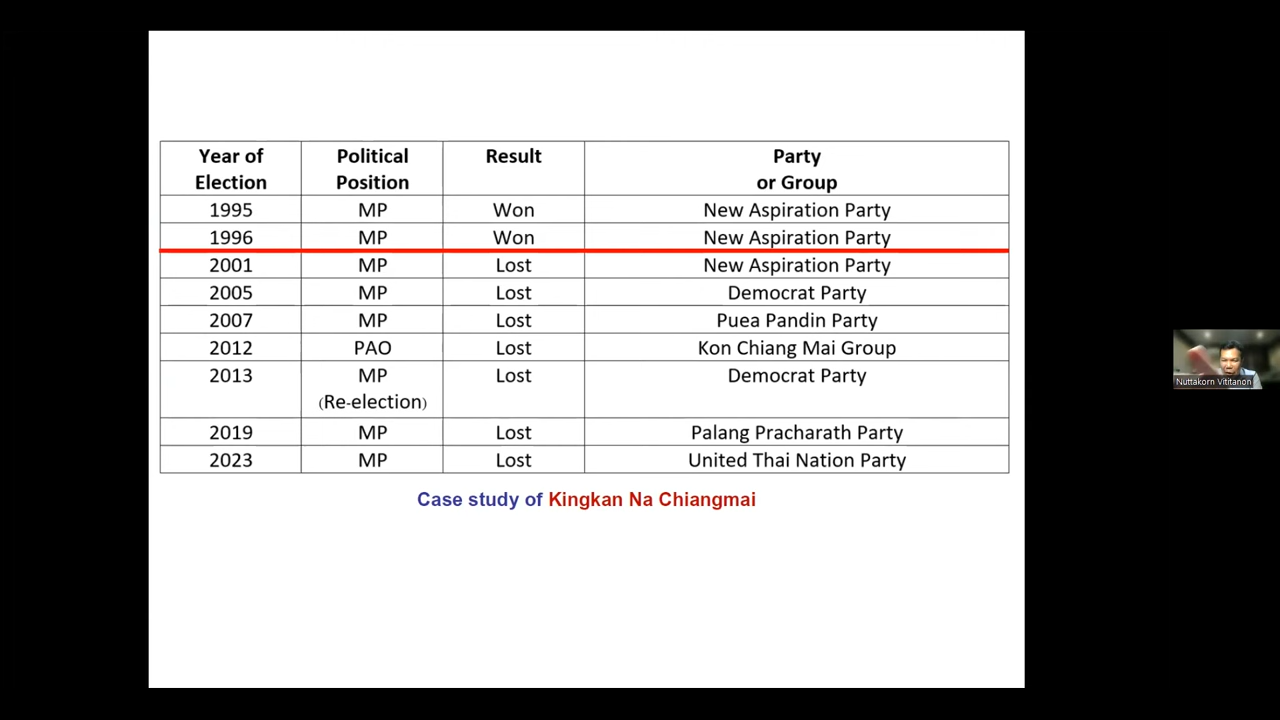 Year of Election Political Position Result Party or Group
1995 MP Won New Aspiration Party
1996 MP Won New Aspiration Party
2001 MP Lost New Aspiration Party
2005 MP Lost Democrat Party
2007 MP Lost Puea Pandin Party
2012 PAO Lost Kon Chiang Mai Group
2013 MP (Re-election) Lost Democrat Party
2019 MP Lost Palang Pracharath Party
2023 MP Lost United Thai Nation Party
Case study of Kingkan Na Chiangmai
Nuttakorn Vititanon